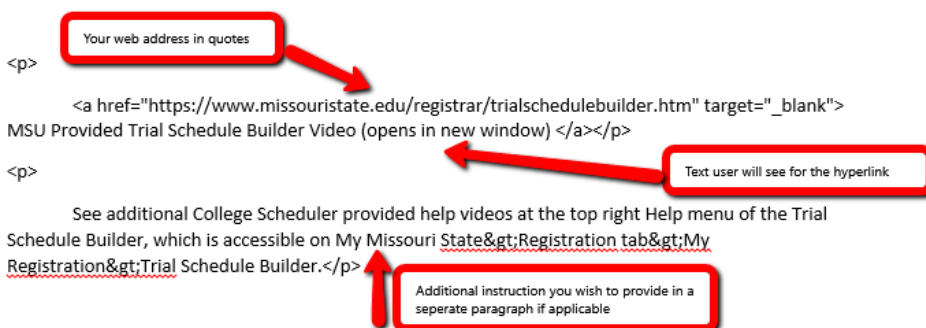 Your web address in quotes
<p>
<a href="https://www.missouristate.edu/registrar/trialschedulebuilder.htm" target="_blank">
MSU Provided Trial Schedule Builder Video (opens in new window) </a></p>
<p>
Text user will see for the hyperlink
See additional College Scheduler provided help videos at the top right Help menu of the Trial
Schedule Builder, which is accessible on My Missouri State&gt;Registration tab&gt;My
Registration&gt;Trial Schedule Builder.</p>
Additional instruction you wish to provide in a
seperate paragraph if applicable